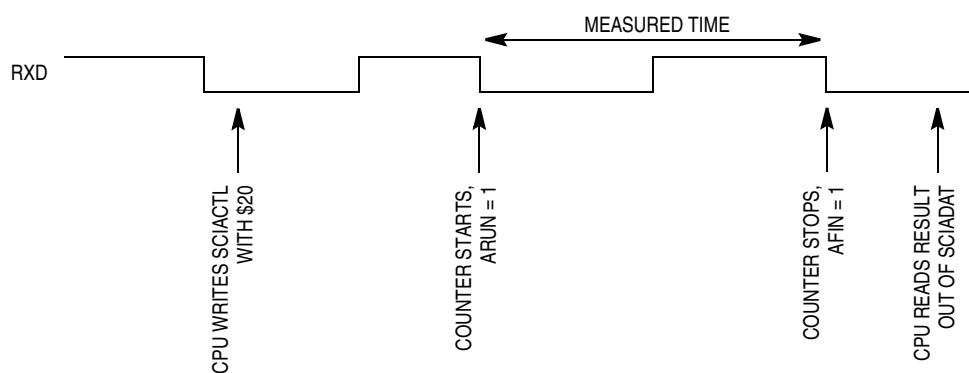 MEASURED TIME
RXD
CPU WRITES SCIACTL
WITH $20
COUNTER STARTS,
ARUN = 1
COUNTER STOPS,
AFIN = 1
CPU READS RESULT
OUT OF SCIADAT